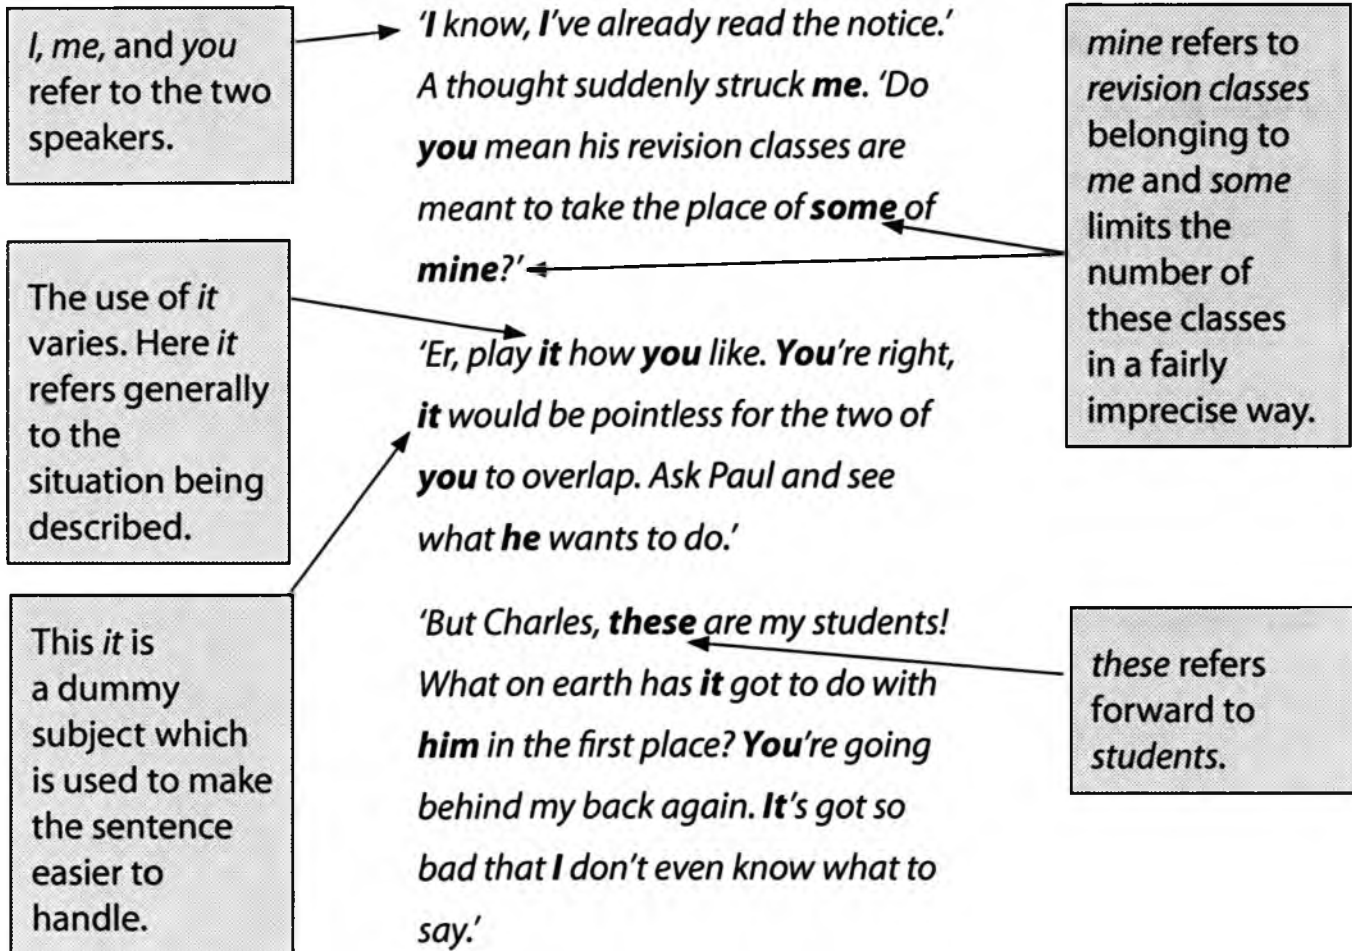 I, me, and you
refer to the two
speakers.
The use of it
varies. Here it
refers generally
to the
situation being
described.
This it is
a dummy
subject which
is used to make
the sentence
easier to
handle.
'I know, I've already read the notice.'
A thought suddenly struck me. 'Do
you mean his revision classes are
meant to take the place of some of
mine?'
'Er, play it how you like. You're right,
it would be pointless for the two of
you to overlap. Ask Paul and see
what he wants to do.'
'But Charles, these are my students!
What on earth has it got to do with
him in the first place? You're going
behind my back again. It's got so
bad that I don't even know what to
say.'
mine refers to
revision classes
belonging to
me and some
limits the
number of
these classes
in a fairly
imprecise way.
these refers
forward to
students.